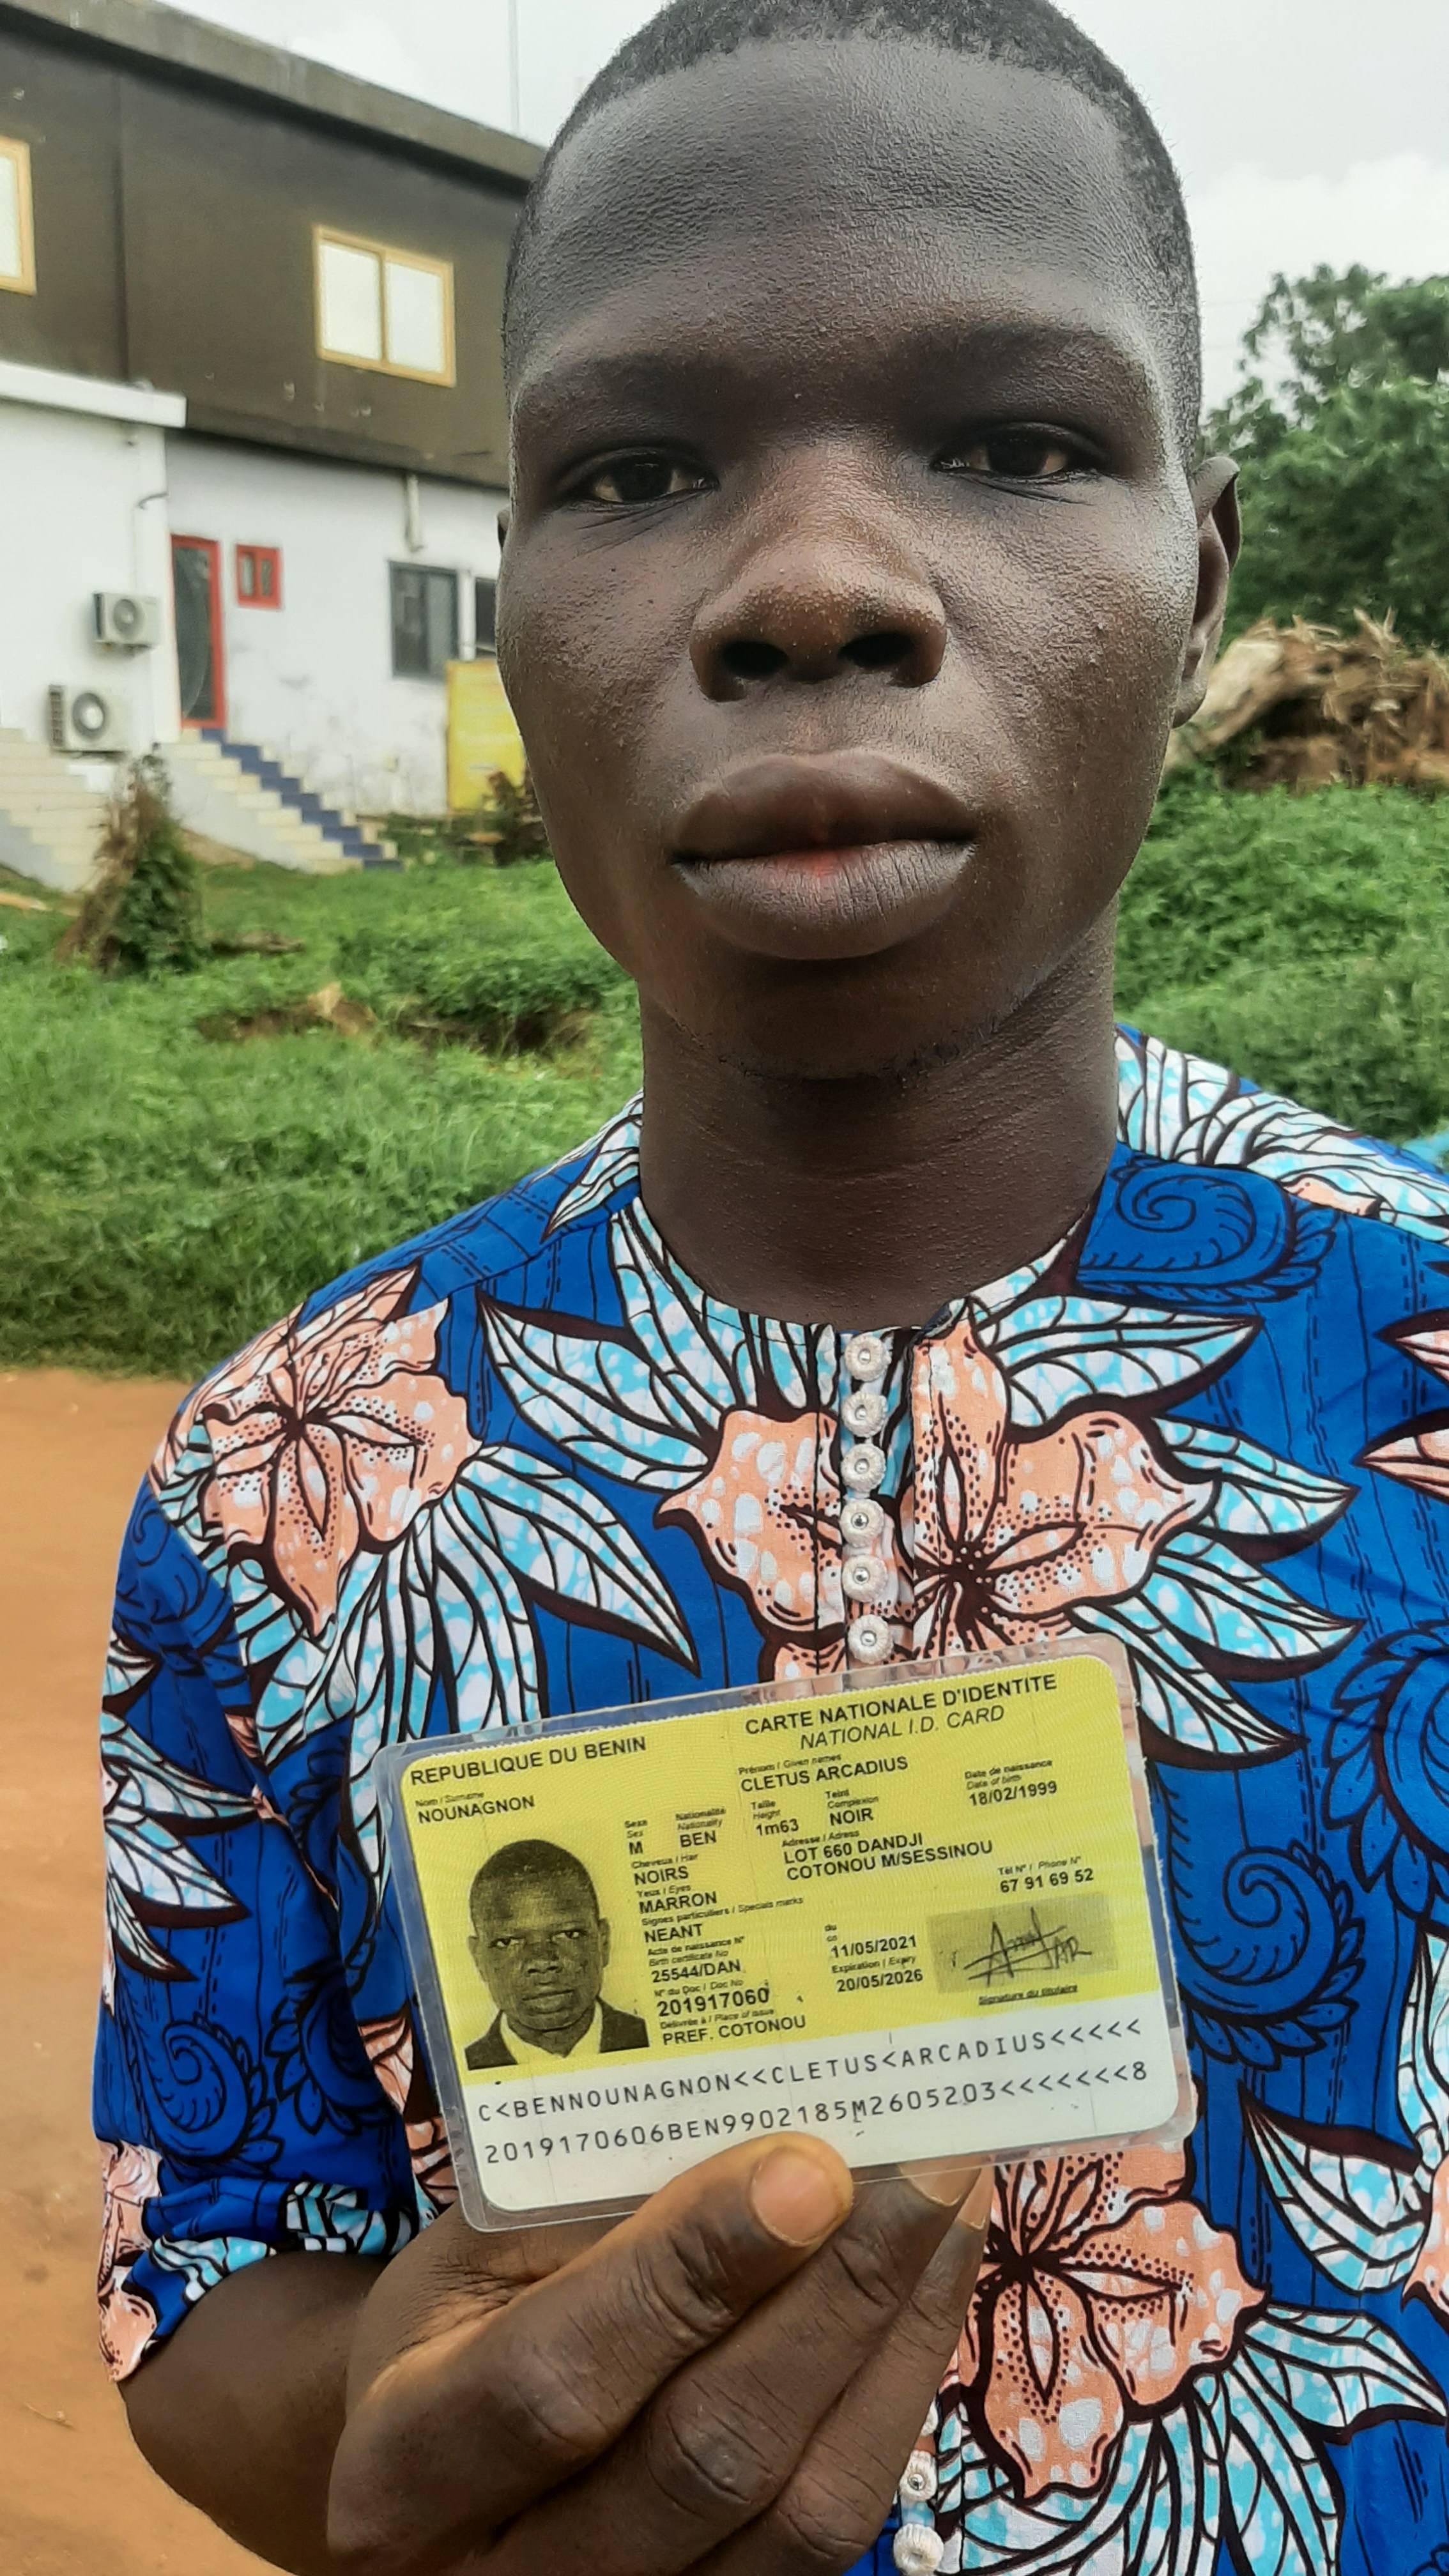 REPUBLIQUE DU BENIN
CARTE NATIONALE D'IDENTITE
NATIONAL I.D. CARD
Nom / Surname
NOUNAGNON
Prénom / Given names
CLETUS ARCADIUS
Date de naissance
Date of birth
18/02/1999
Sexe
Sex
M
Nationalité
Nationality
BEN
Taille
Height
1m63
Teint
Complexion
NOIR
Cheveux / Hair
NOIRS
Adresse / Adress
LOT 660 DANDJI
COTONOU M/SESSINOU
Yeux / Eyes
MARRON
Tél N° / Phone N°
67 91 69 52
Signes particuliers / Specials marks
NEANT
Acte de naissance N°
Birth certificate No
25544/DAN
du
on
11/05/2021
N° du Doc / Doc No
201917060
Expiration / Expiry
20/05/2026
Délivrée à / Place of issue
PREF. COTONOU
Signature du titulaire
C<BENNOUNAGNON<<CLETUS<ARCADIUS<<<<<
2019170606BEN9902185M2605203<<<<<<<8